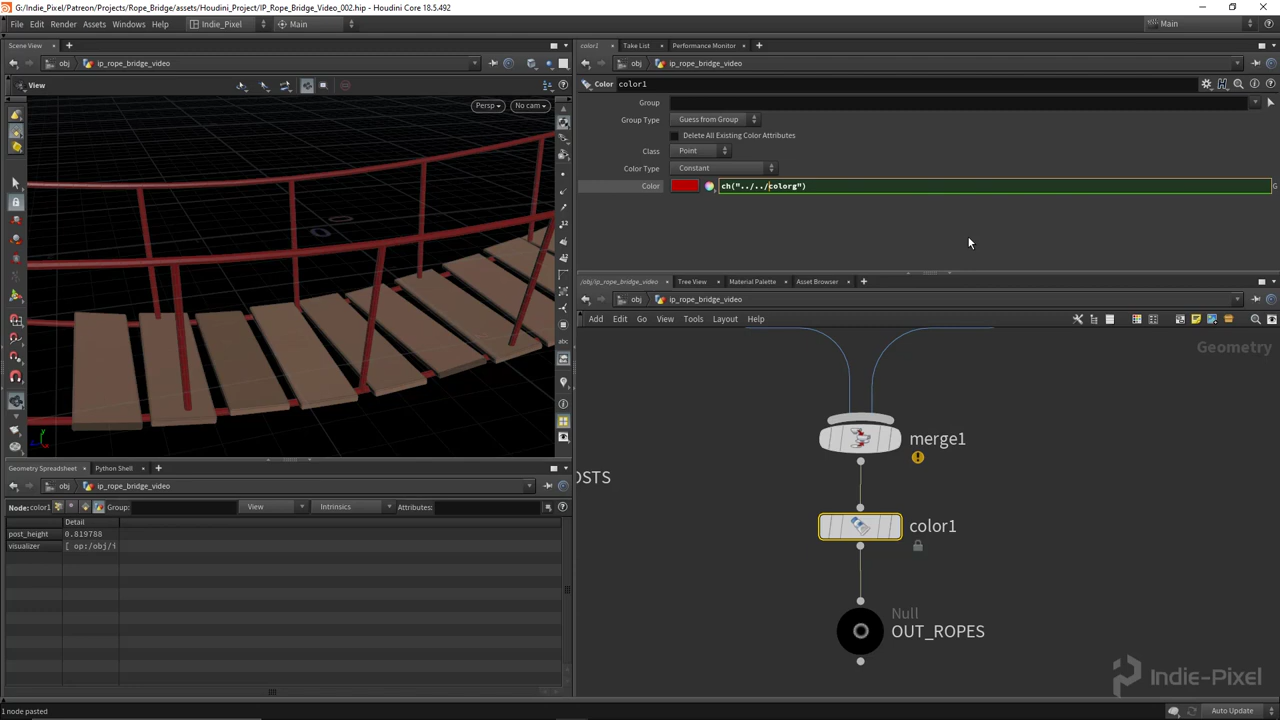 G:/Indie_Pixel/Patreon/Projects/Rope_Bridge/assets/Houdini_Project/IP_Rope_Bridge_Video_002.hip - Houdini Core 18.5.492
File Edit Render Assets Windows Help Indie_Pixel Main Main
Scene View
obj ip_rope_bridge_video
View
Persp No cam
color1 Take List Performance Monitor
obj ip_rope_bridge_video
Color color1
Group
Group Type Guess from Group
Delete All Existing Color Attributes
Class Point
Color Type Constant
Color ch("../../colorg") G
/obj/ip_rope_bridge_video Tree View Material Palette Asset Browser
obj ip_rope_bridge_video
Add Edit Go View Tools Layout Help
Geometry
merge1
OSTS
color1
Null
OUT_ROPES
Indie-Pixel
Geometry Spreadsheet Python Shell
obj ip_rope_bridge_video
Node: color1 Group: View Intrinsics Attributes:
Detail
post_height 0.819788
visualizer [ op:/obj/i
1 node pasted
Auto Update